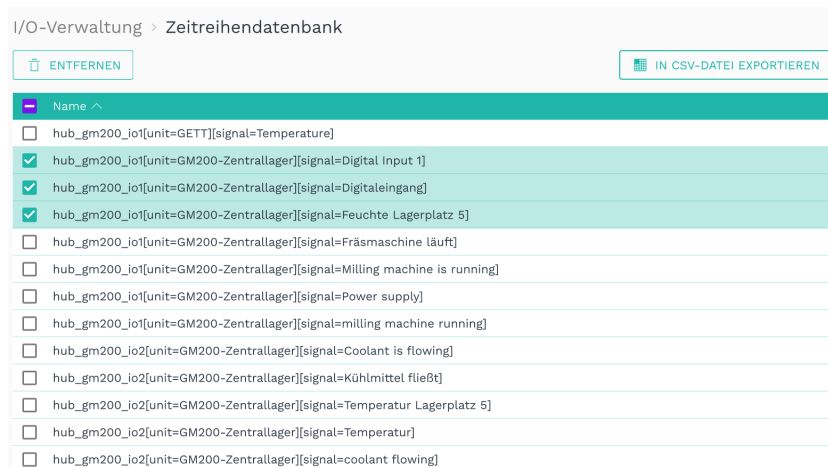 I/O-Verwaltung > Zeitreihendatenbank
ENTFERNEN
IN CSV-DATEI EXPORTIEREN
Name
hub_gm200_io1[unit=GETT][signal=Temperature]
hub_gm200_io1[unit=GM200-Zentrallager][signal=Digital Input 1]
hub_gm200_io1[unit=GM200-Zentrallager][signal=Digitaleingang]
hub_gm200_io1[unit=GM200-Zentrallager][signal=Feuchte Lagerplatz 5]
hub_gm200_io1[unit=GM200-Zentrallager][signal=Fräsmaschine läuft]
hub_gm200_io1[unit=GM200-Zentrallager][signal=Milling machine is running]
hub_gm200_io1[unit=GM200-Zentrallager][signal=Power supply]
hub_gm200_io1[unit=GM200-Zentrallager][signal=milling machine running]
hub_gm200_io2[unit=GM200-Zentrallager][signal=Coolant is flowing]
hub_gm200_io2[unit=GM200-Zentrallager][signal=Kühlmittel fließt]
hub_gm200_io2[unit=GM200-Zentrallager][signal=Temperatur Lagerplatz 5]
hub_gm200_io2[unit=GM200-Zentrallager][signal=Temperatur]
hub_gm200_io2[unit=GM200-Zentrallager][signal=coolant flowing]